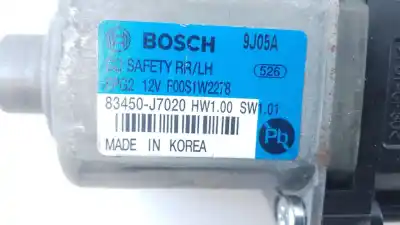 BOSCH 9J05A
SAFETY RR/LH 526
12V F00S1W2278
83450-J7020 HW1.00 SW1.01
Pb
MADE IN KOREA